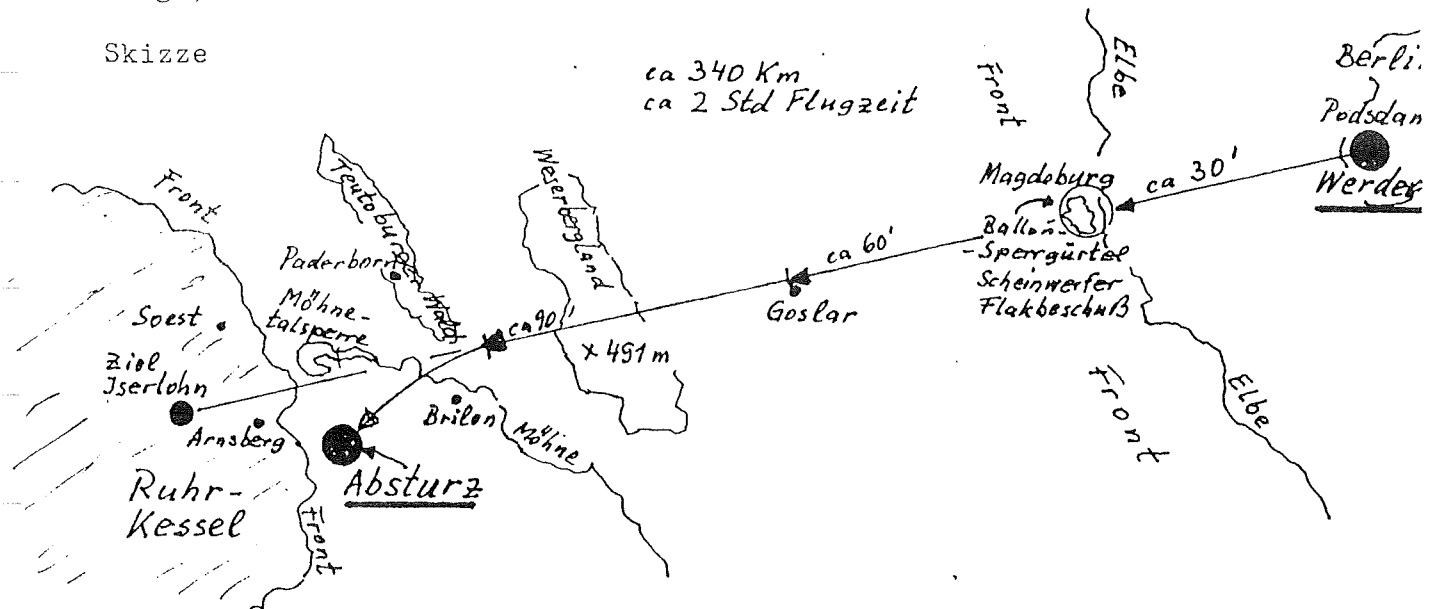 Skizze
ca 340 Km
ca 2 Std Flugzeit
Front
Elbe
Berli
Podsdam
Werder
ca 30'
Magdeburg
Ballon-
-Sperrgürtel
Scheinwerfer
Flakbeschuß
ca 60'
Goslar
Weserbergland
x 491 m
Teutoburger Wald
Paderborn
ca 90'
Front
Soest
Möhne-
talsperre
Ziel
Iserlohn
Arnsberg
Brilon
Möhne
Absturz
Ruhr-
Kessel
Front
Front
Elbe